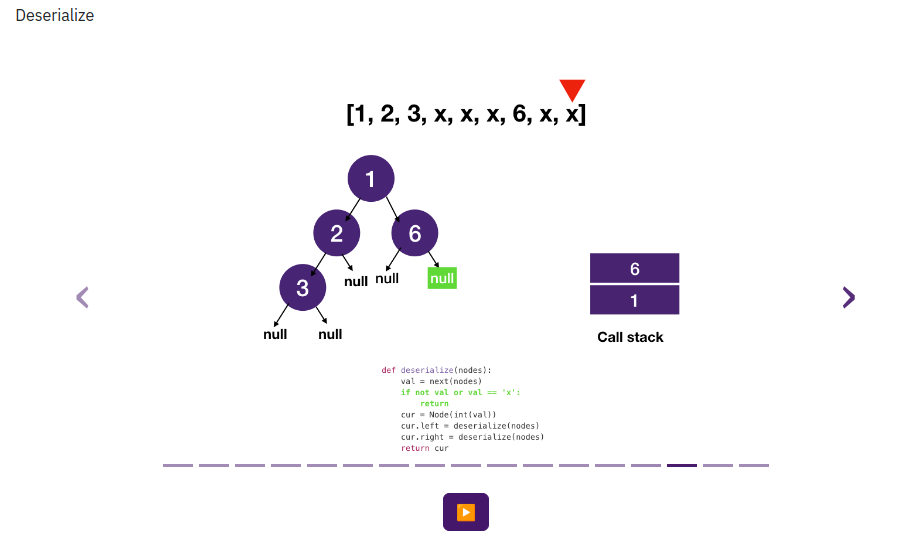 Deserialize
[1, 2, 3, x, x, x, 6, x, x]
1
2
6
null
null
null
3
null
null
6
1
Call stack
def deserialize(nodes):
    val = next(nodes)
    if not val or val == 'x':
        return
    cur = Node(int(val))
    cur.left = deserialize(nodes)
    cur.right = deserialize(nodes)
    return cur